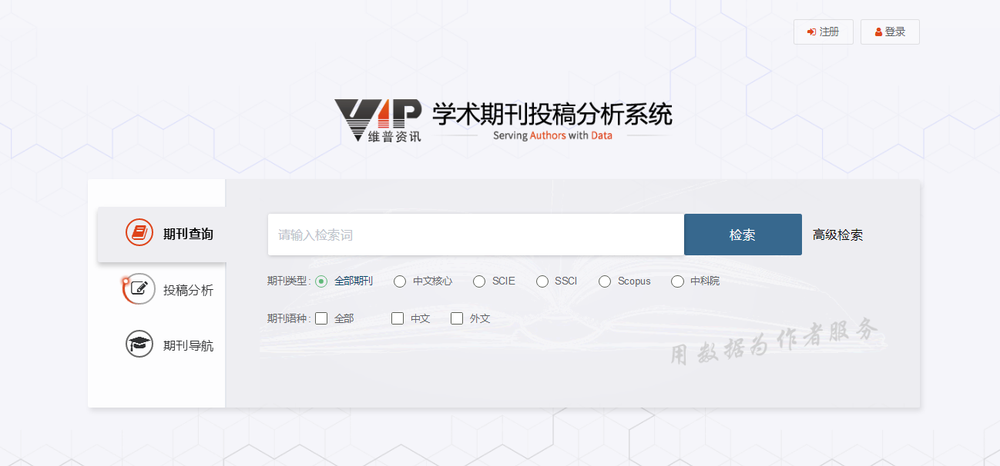 注册 登录
VIP 学术期刊投稿分析系统
维普资讯 Serving Authors with Data
期刊查询
投稿分析
期刊导航
请输入检索词 检索 高级检索
期刊类型: 全部期刊 中文核心 SCIE SSCI Scopus 中科院
期刊语种: 全部 中文 外文
用数据为作者服务